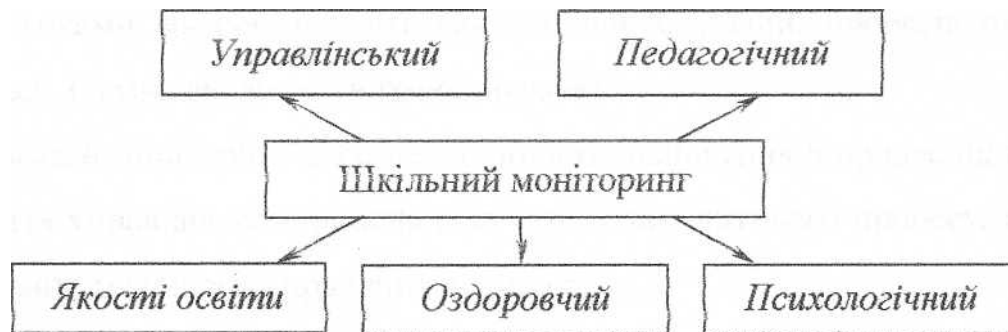 Управлінський
Педагогічний
Шкільний моніторинг
Якості освіти
Оздоровчий
Психологічний